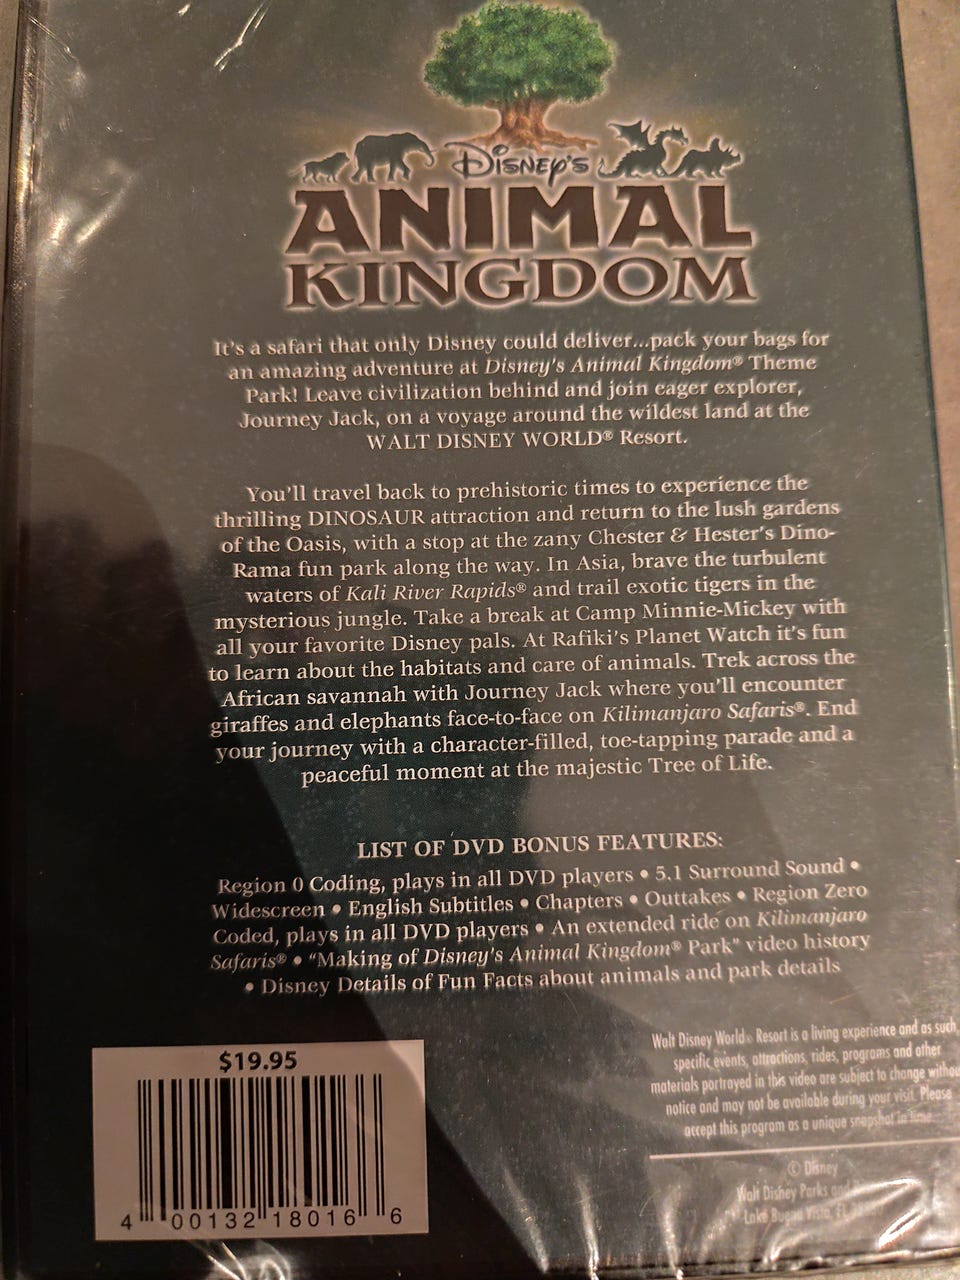 Disney's
ANIMAL
KINGDOM
It's a safari that only Disney could deliver...pack your bags for
an amazing adventure at Disney's Animal Kingdom® Theme
Park! Leave civilization behind and join eager explorer,
Journey Jack, on a voyage around the wildest land at the
WALT DISNEY WORLD® Resort.
You'll travel back to prehistoric times to experience the
thrilling DINOSAUR attraction and return to the lush gardens
of the Oasis, with a stop at the zany Chester & Hester's Dino-
Rama fun park along the way. In Asia, brave the turbulent
waters of Kali River Rapids® and trail exotic tigers in the
mysterious jungle. Take a break at Camp Minnie-Mickey with
all your favorite Disney pals. At Rafiki's Planet Watch it's fun
to learn about the habitats and care of animals. Trek across the
African savannah with Journey Jack where you'll encounter
giraffes and elephants face-to-face on Kilimanjaro Safaris®. End
your journey with a character-filled, toe-tapping parade and a
peaceful moment at the majestic Tree of Life.
LIST OF DVD BONUS FEATURES:
Region 0 Coding, plays in all DVD players • 5.1 Surround Sound •
Widescreen • English Subtitles • Chapters • Outtakes • Region Zero
Coded, plays in all DVD players • An extended ride on Kilimanjaro
Safaris® • "Making of Disney's Animal Kingdom® Park" video history
• Disney Details of Fun Facts about animals and park details
$19.95
4 00132 18016 6
Walt Disney World® Resort is a living experience and as such,
specific events, attractions, rides, programs and other
materials portrayed in this video are subject to change
notice and may not be available during your visit. Please
accept this program as a unique snapshot in time.
© Disney
Walt Disney Parks and
Lake Buena Vista, FL